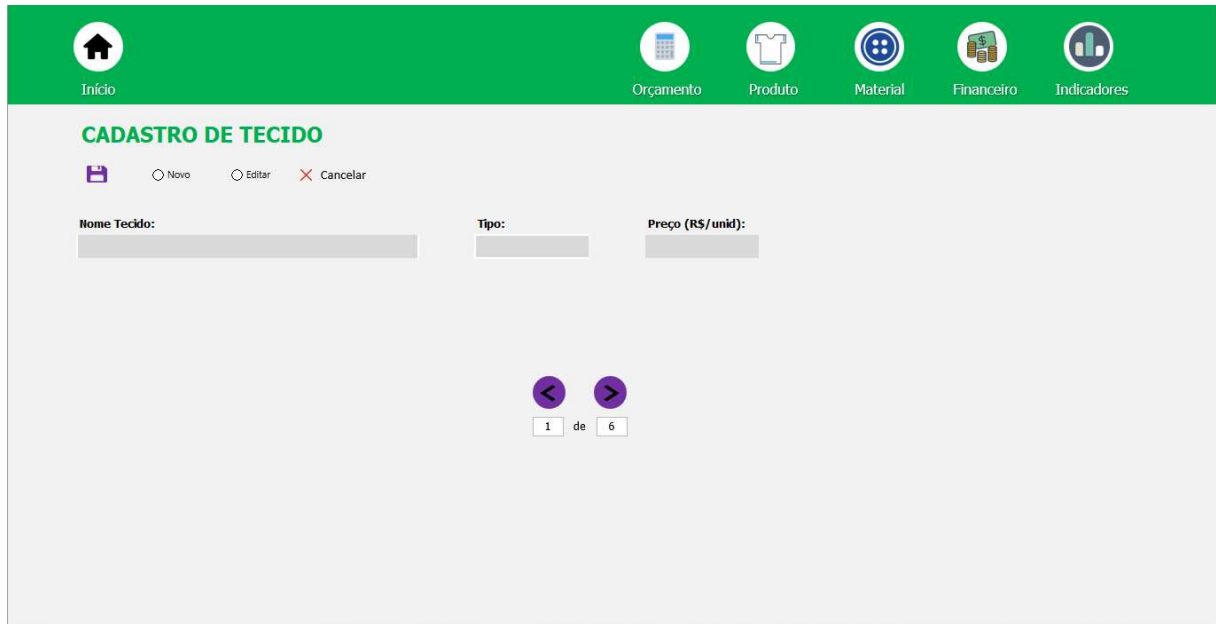 Início
Orçamento
Produto
Material
Financeiro
Indicadores
CADASTRO DE TECIDO
Novo
Editar
Cancelar
Nome Tecido:
Tipo:
Preço (R$/unid):
1 de 6